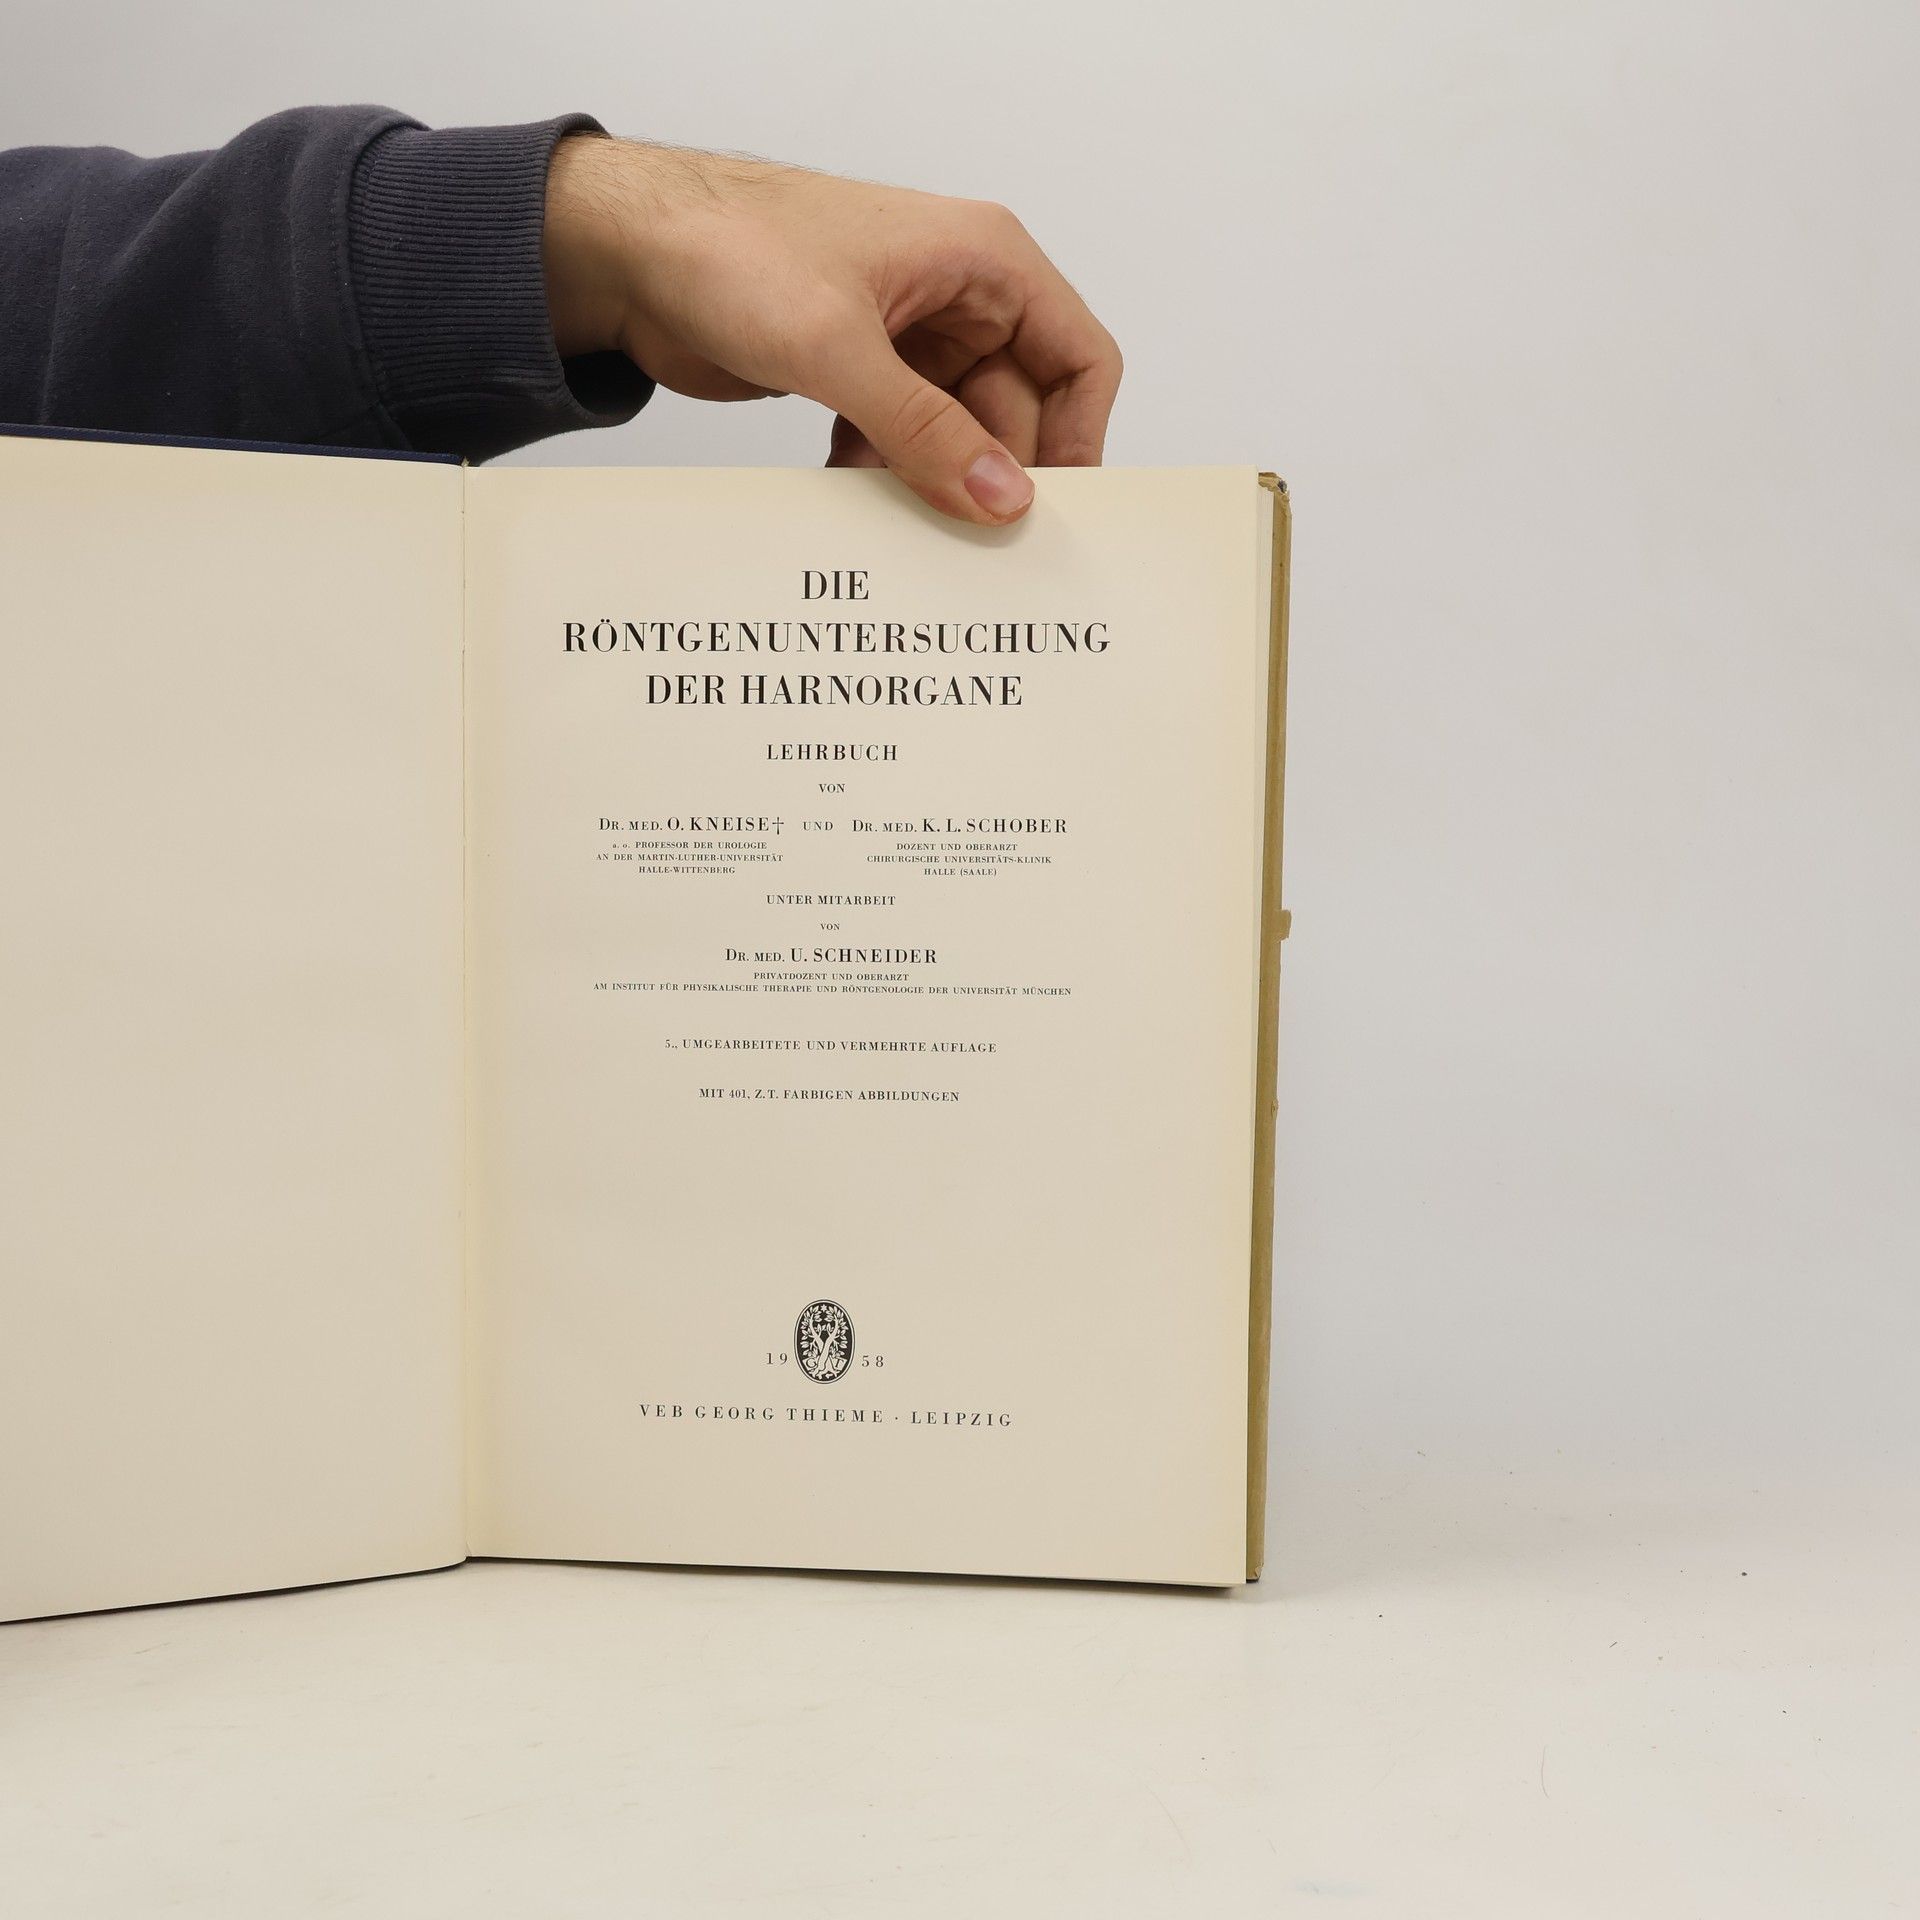 DIE
RÖNTGENUNTERSUCHUNG
DER HARNORGANE
LEHRBUCH
VON
DR. MED. O. KNEISE† UND DR. MED. K. L. SCHOBER
a. o. PROFESSOR DER UROLOGIE
AN DER MARTIN-LUTHER-UNIVERSITÄT
HALLE-WITTENBERG
DOZENT UND OBERARZT
CHIRURGISCHE UNIVERSITÄTS-KLINIK
HALLE (SAALE)
UNTER MITARBEIT
VON
DR. MED. U. SCHNEIDER
PRIVATDOZENT UND OBERARZT
AM INSTITUT FÜR PHYSIKALISCHE THERAPIE UND RÖNTGENOLOGIE DER UNIVERSITÄT MÜNCHEN
5., UMGEARBEITETE UND VERMEHRTE AUFLAGE
MIT 401, Z.T. FARBIGEN ABBILDUNGEN
19 GT 58
VEB GEORG THIEME · LEIPZIG